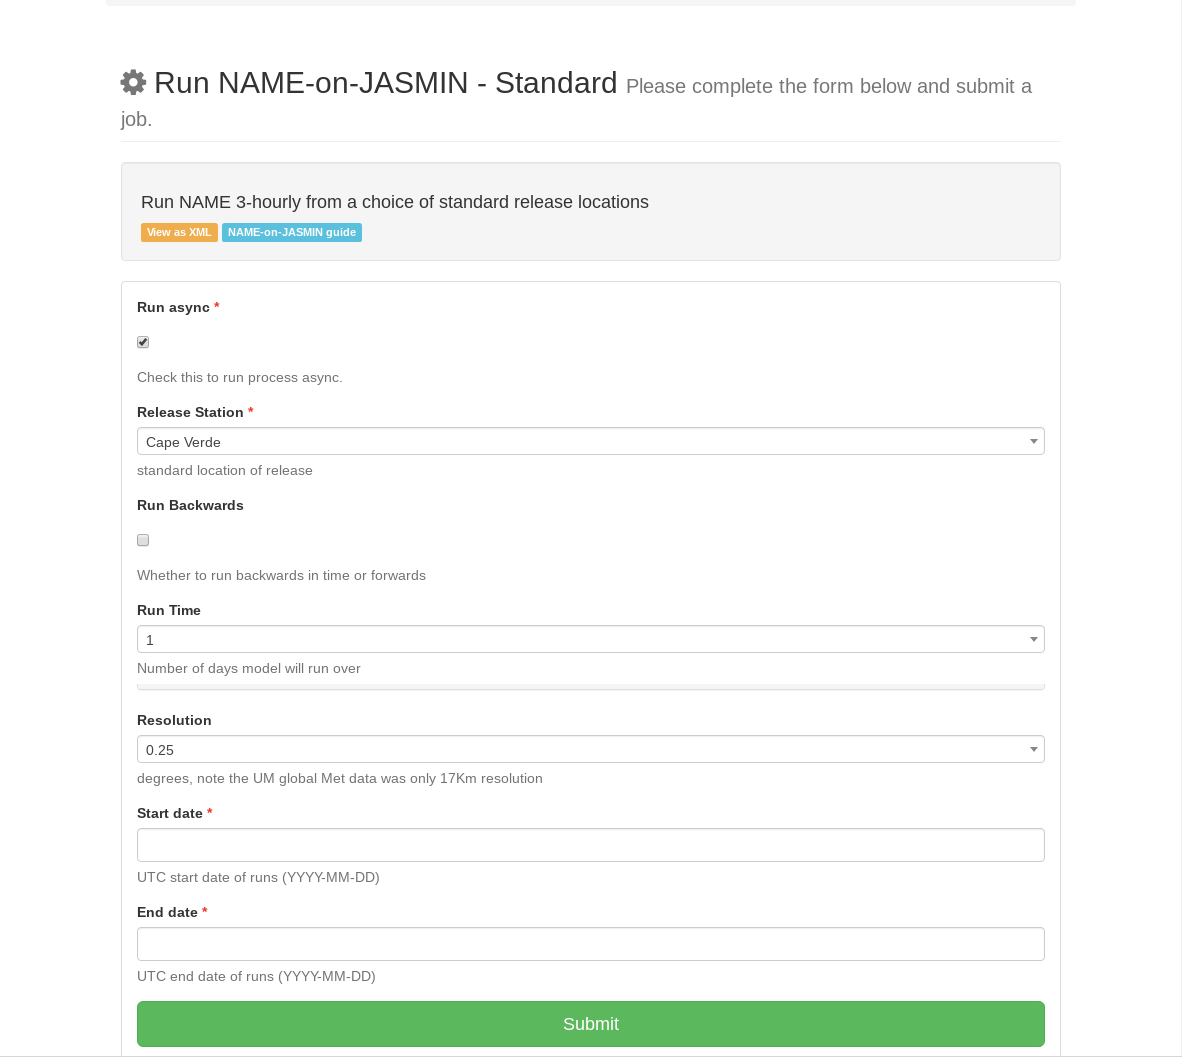 Run NAME-on-JASMIN - Standard Please complete the form below and submit a
job.
Run NAME 3-hourly from a choice of standard release locations
View as XML NAME-on-JASMIN guide
Run async *
Check this to run process async.
Release Station *
Cape Verde
standard location of release
Run Backwards
Whether to run backwards in time or forwards
Run Time
1
Number of days model will run over
Resolution
0.25
degrees, note the UM global Met data was only 17Km resolution
Start date *
UTC start date of runs (YYYY-MM-DD)
End date *
UTC end date of runs (YYYY-MM-DD)
Submit